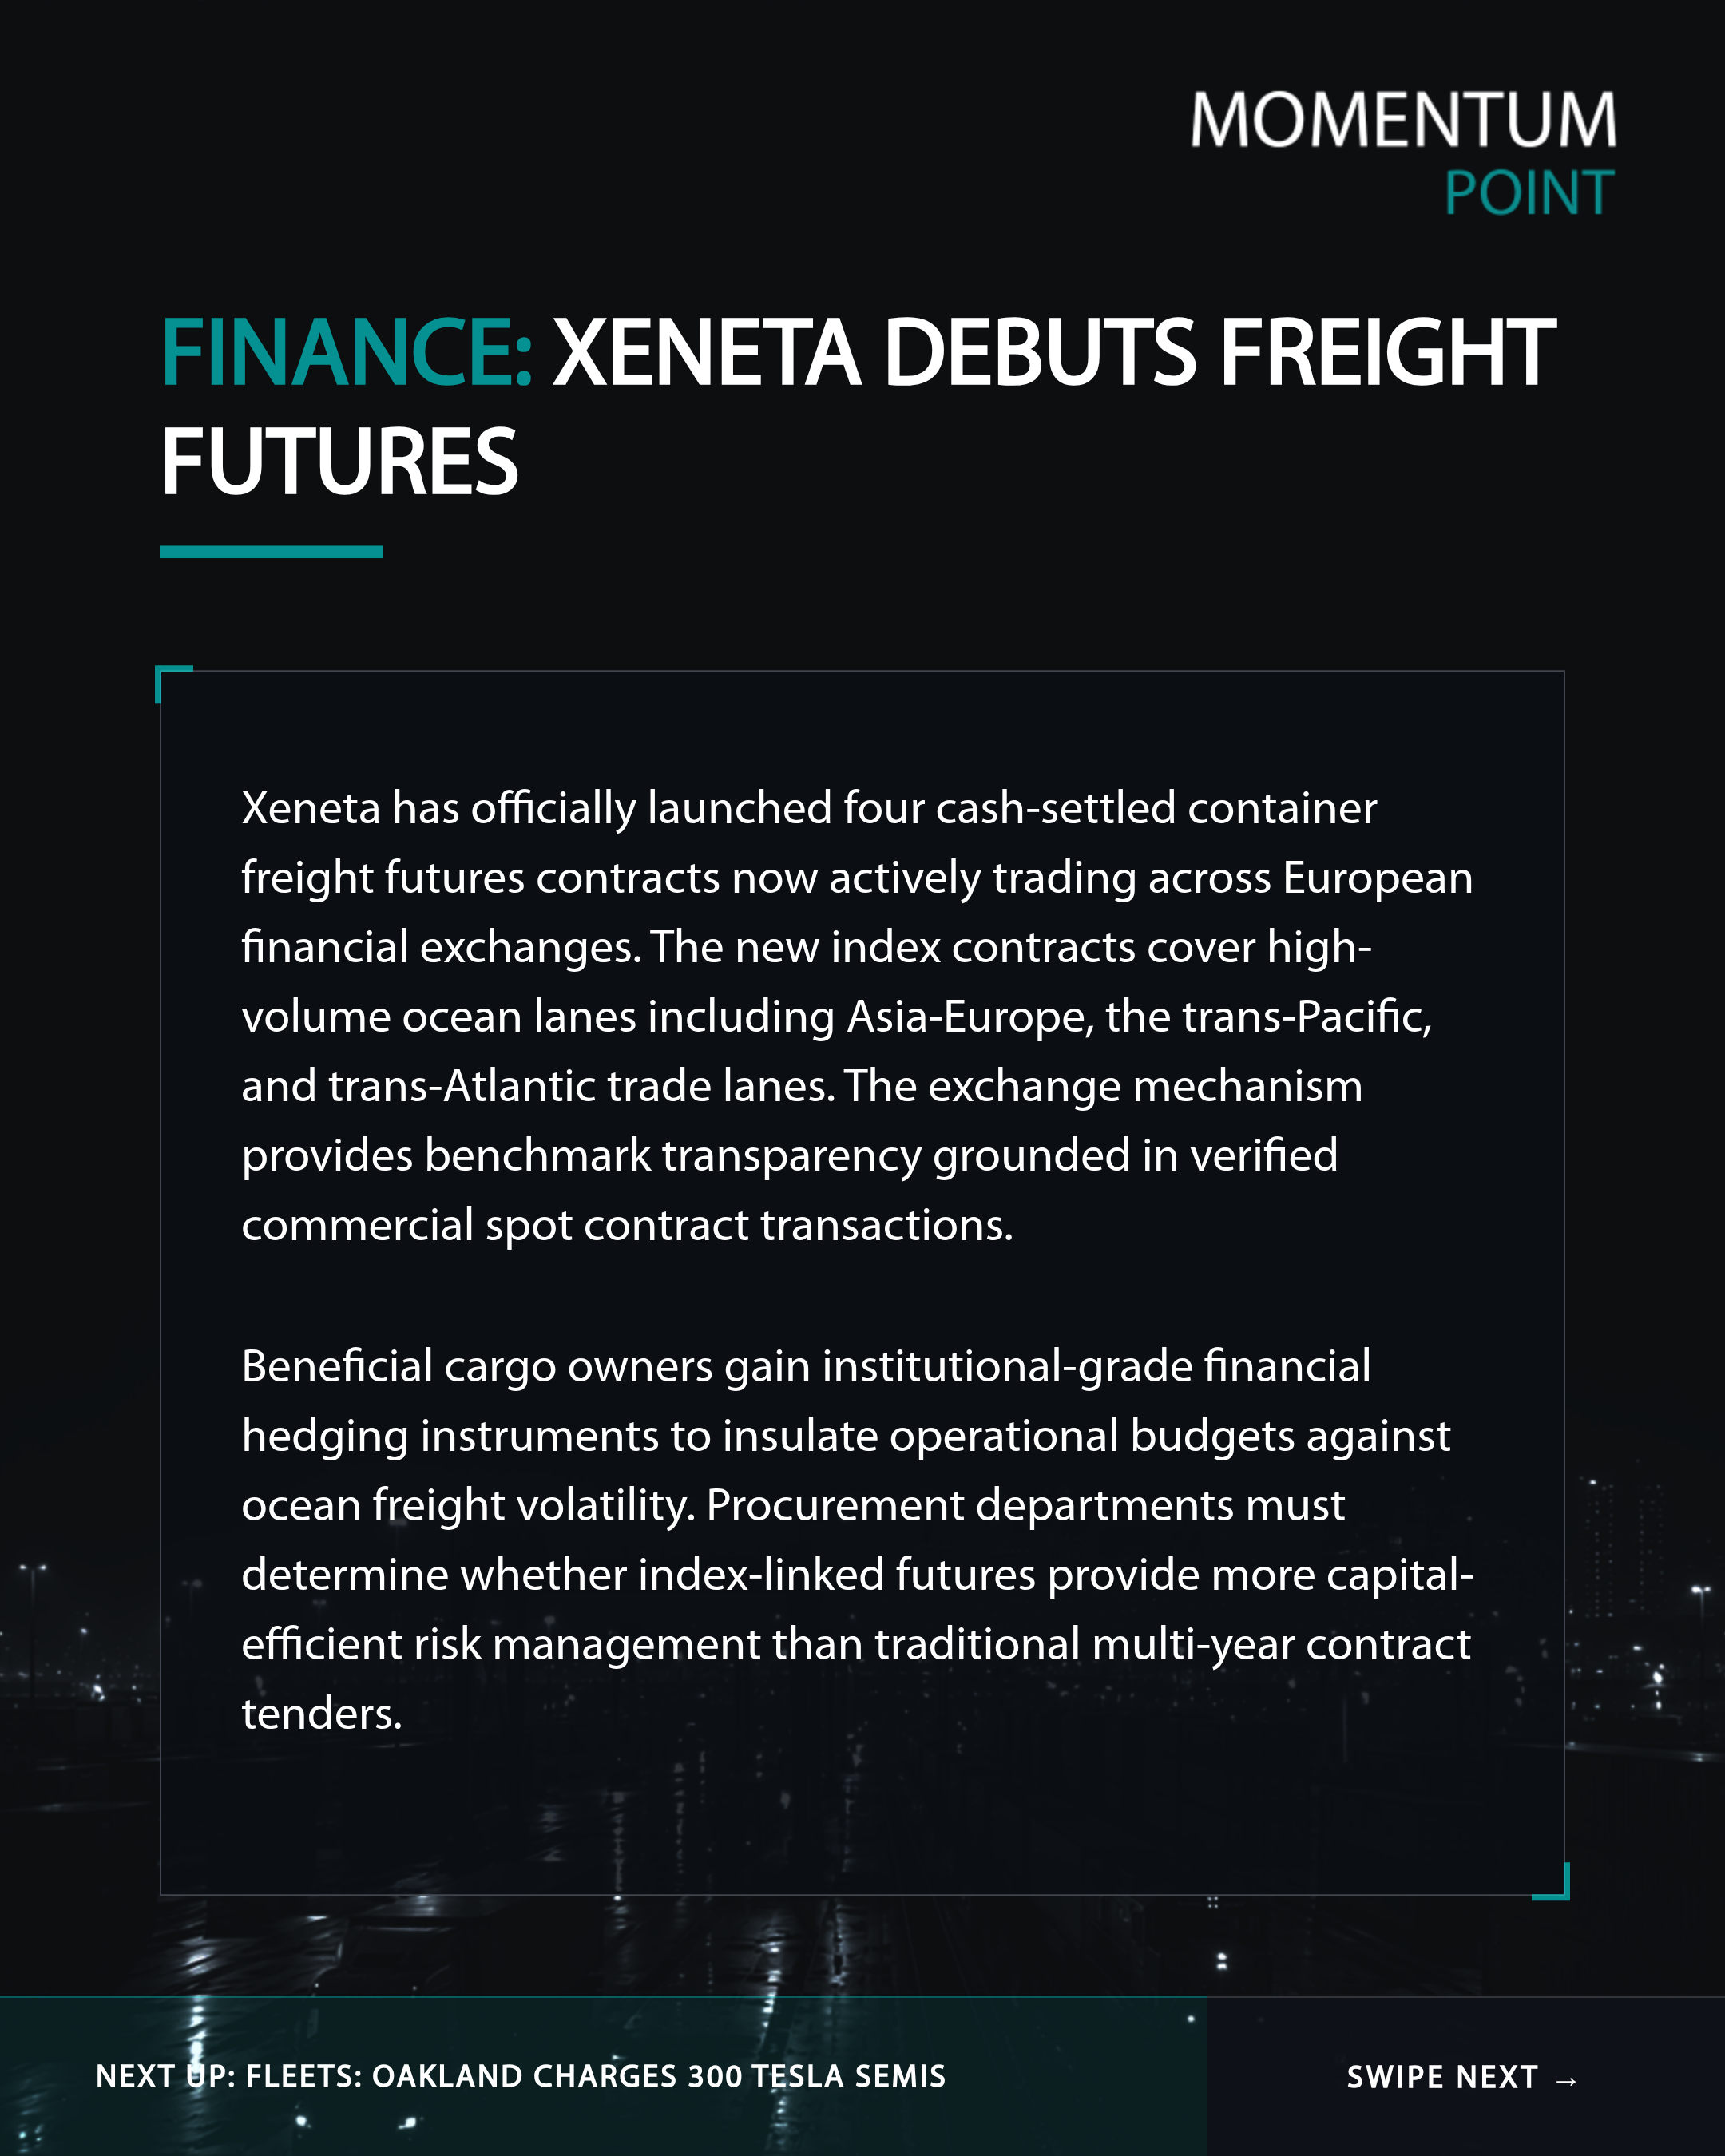 MOMENTUM
POINT
FINANCE: XENETA DEBUTS FREIGHT
FUTURES
Xeneta has officially launched four cash-settled container
freight futures contracts now actively trading across European
financial exchanges. The new index contracts cover high-
volume ocean lanes including Asia-Europe, the trans-Pacific,
and trans-Atlantic trade lanes. The exchange mechanism
provides benchmark transparency grounded in verified
commercial spot contract transactions.
Beneficial cargo owners gain institutional-grade financial
hedging instruments to insulate operational budgets against
ocean freight volatility. Procurement departments must
determine whether index-linked futures provide more capital-
efficient risk management than traditional multi-year contract
tenders.
NEXT UP: FLEETS: OAKLAND CHARGES 300 TESLA SEMIS
SWIPE NEXT →